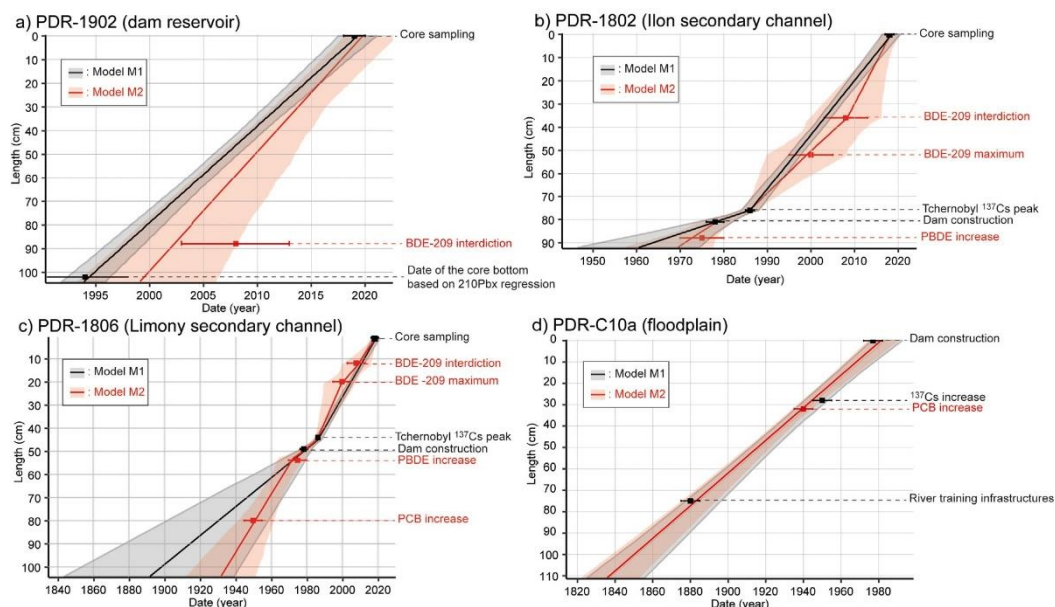 a) PDR-1902 (dam reservoir)
0
10
20
30
40
50
60
70
80
90
100
Length (cm)
: Model M1
: Model M2
Core sampling
BDE-209 interdiction
Date of the core bottom
based on 210Pbx regression
1995
2000
2005
2010
2015
2020
Date (year)
b) PDR-1802 (Ilon secondary channel)
0
10
20
30
40
50
60
70
80
90
Length (cm)
: Model M1
: Model M2
Core sampling
BDE-209 interdiction
BDE-209 maximum
Tchernobyl ¹³⁷Cs peak
Dam construction
PBDE increase
1950
1960
1970
1980
1990
2000
2010
2020
Date (year)
c) PDR-1806 (Limony secondary channel)
10
20
30
40
50
60
70
80
90
100
Length (cm)
: Model M1
: Model M2
Core sampling
BDE-209 interdiction
BDE -209 maximum
Tchernobyl ¹³⁷Cs peak
Dam construction
PBDE increase
PCB increase
1840
1860
1880
1900
1920
1940
1960
1980
2000
2020
Date (year)
d) PDR-C10a (floodplain)
0
10
20
30
40
50
60
70
80
90
100
110
Length (cm)
: Model M1
: Model M2
Dam construction
¹³⁷Cs increase
PCB increase
River training infrastructures
1820
1840
1860
1880
1900
1920
1940
1960
1980
Date (year)